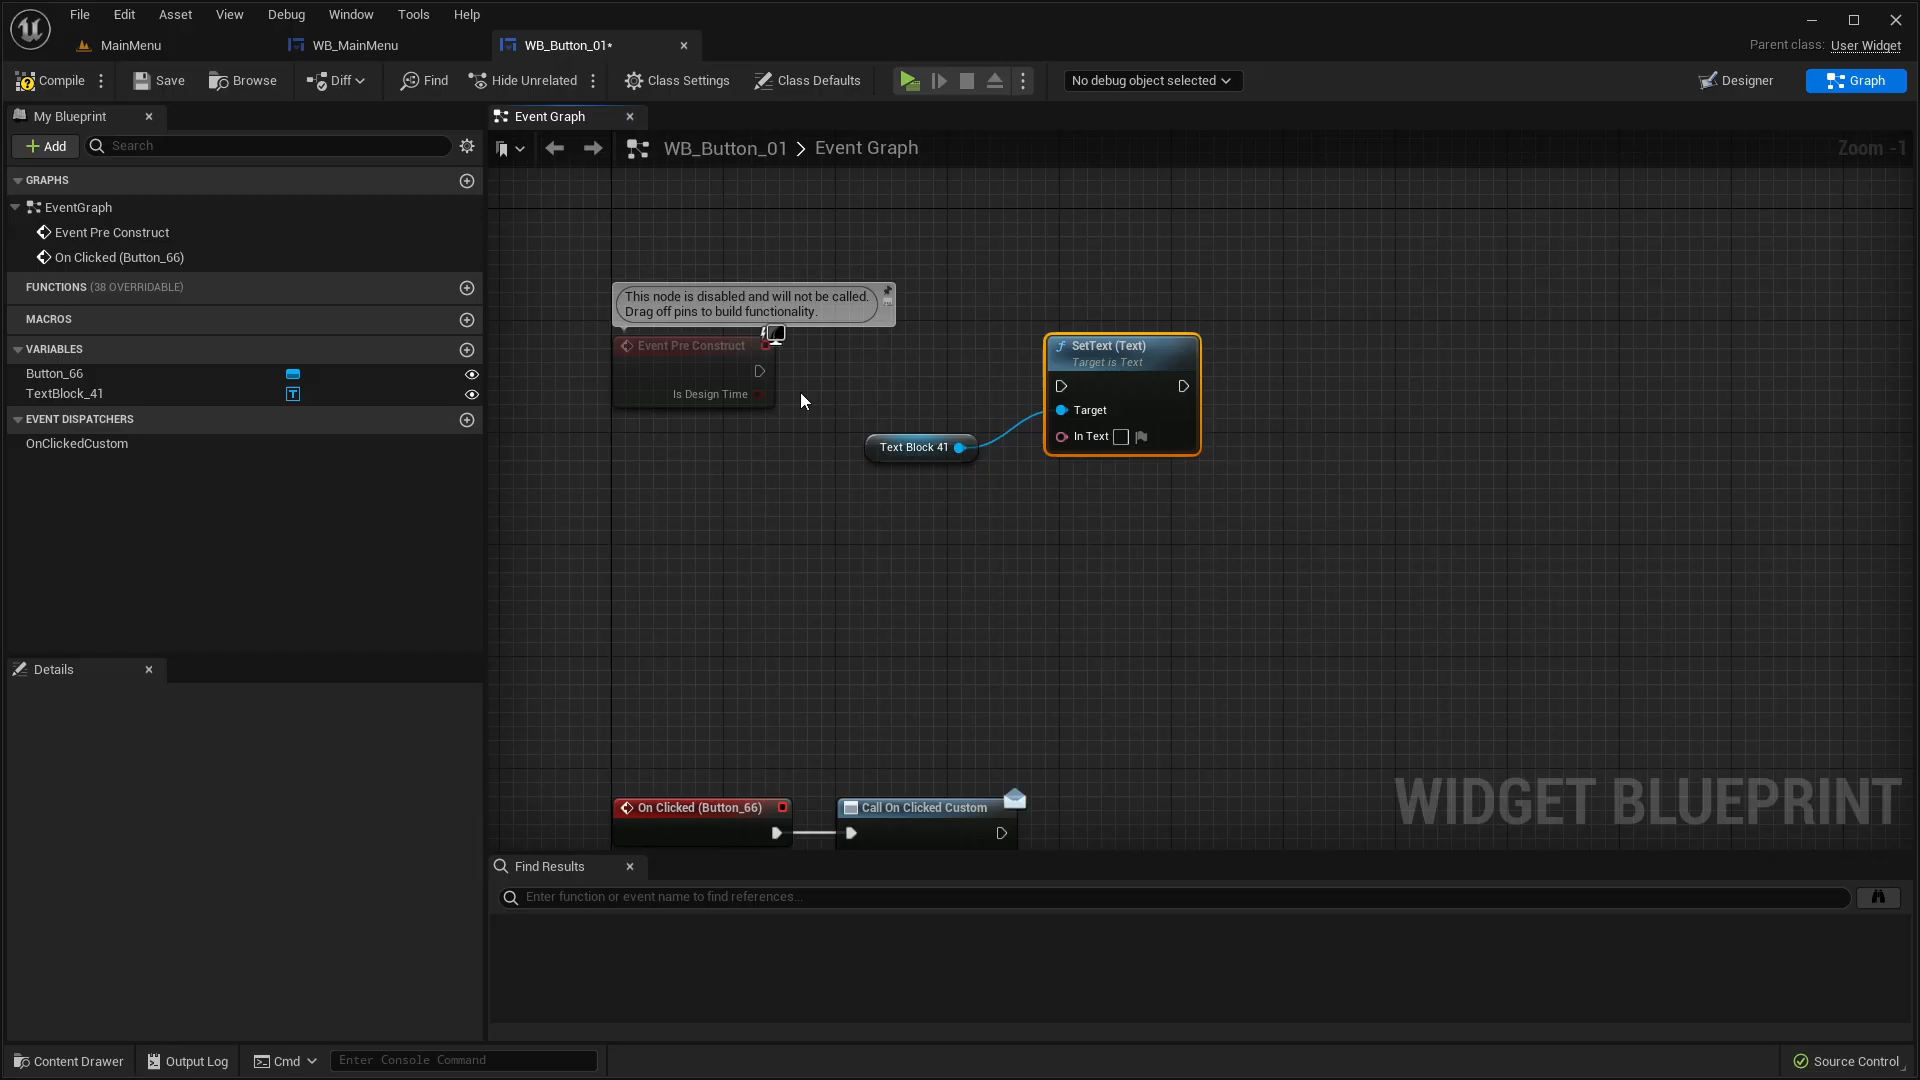 File Edit Asset View Debug Window Tools Help
MainMenu WB_MainMenu WB_Button_01*
Parent class: User Widget
Compile Save Browse Diff Find Hide Unrelated Class Settings Class Defaults No debug object selected Designer Graph
My Blueprint
Add Search
GRAPHS
EventGraph
Event Pre Construct
On Clicked (Button_66)
FUNCTIONS (38 OVERRIDABLE)
MACROS
VARIABLES
Button_66
TextBlock_41
EVENT DISPATCHERS
OnClickedCustom
Details
Event Graph
WB_Button_01 > Event Graph
Zoom -1
This node is disabled and will not be called.
Drag off pins to build functionality.
Event Pre Construct
Is Design Time
Text Block 41
SetText (Text)
Target is Text
Target
In Text
On Clicked (Button_66)
Call On Clicked Custom
WIDGET BLUEPRINT
Find Results
Enter function or event name to find references...
Content Drawer Output Log Cmd Enter Console Command Source Control